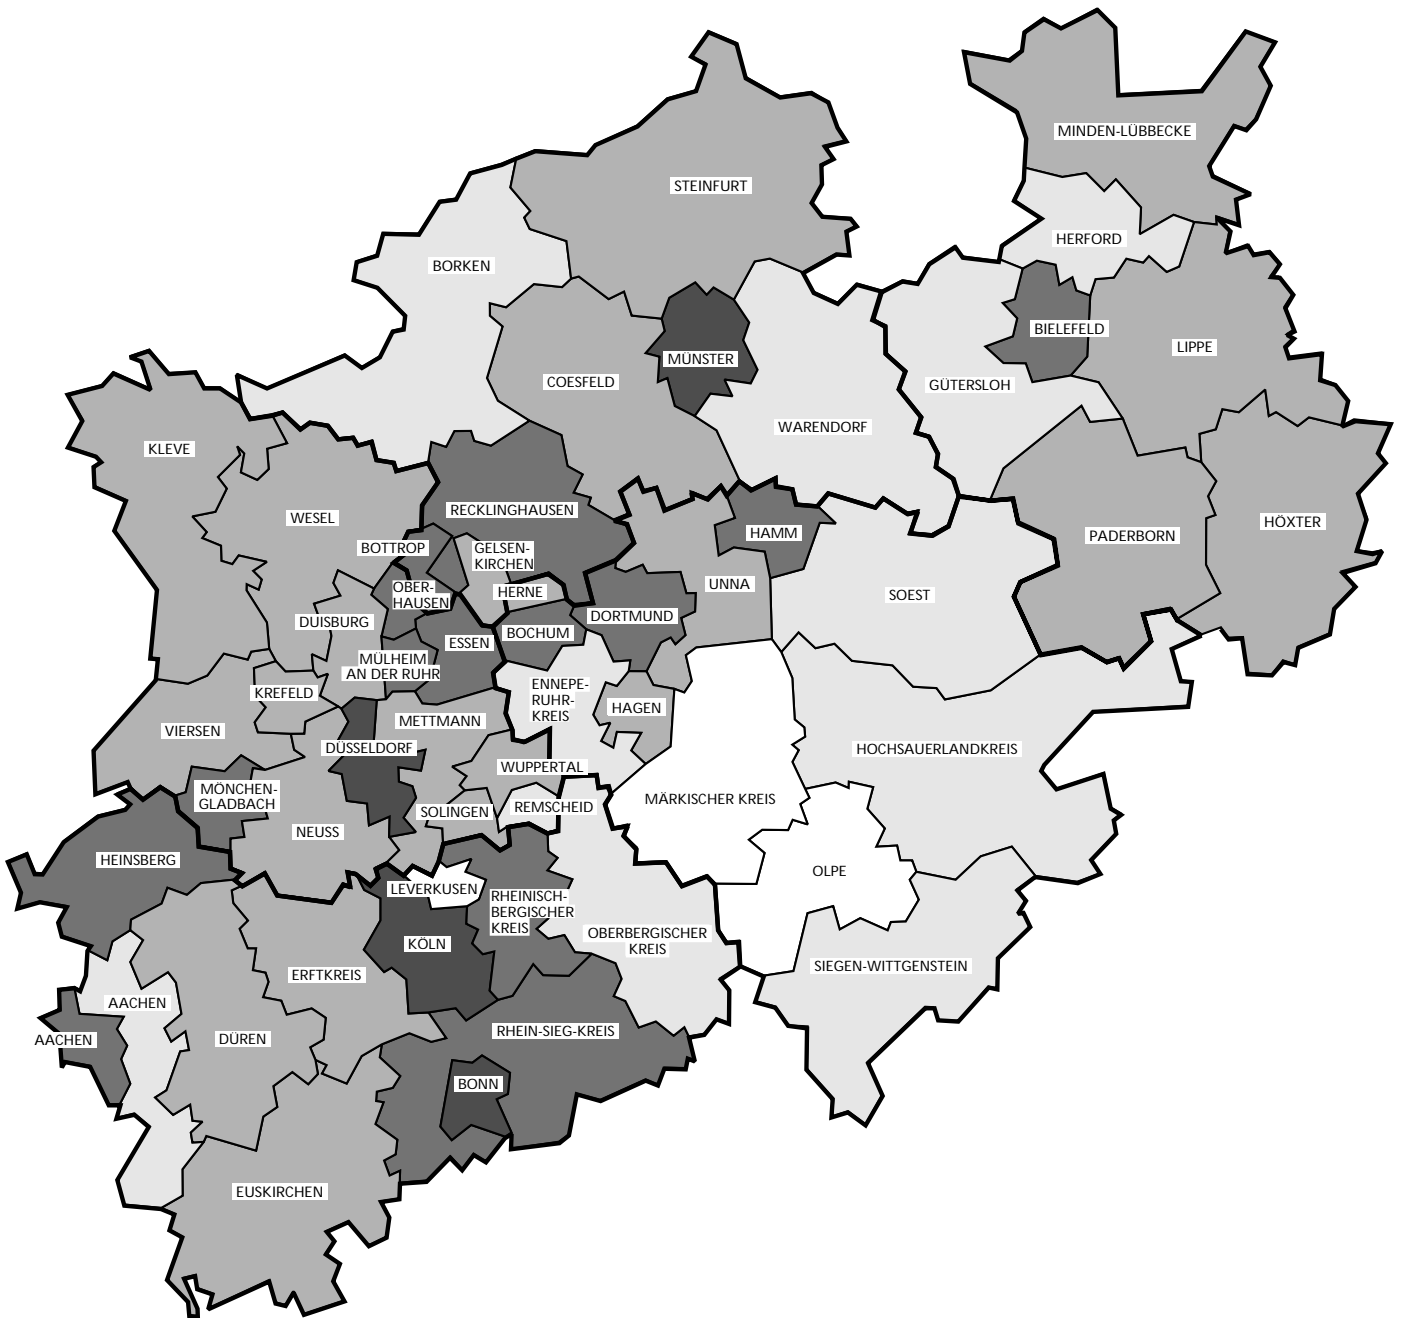 MINDEN-LÜBBECKE
STEINFURT
HERFORD
BORKEN
BIELEFELD
LIPPE
MÜNSTER
COESFELD
GÜTERSLOH
WARENDORF
KLEVE
RECKLINGHAUSEN
WESEL
HÖXTER
HAMM
PADERBORN
BOTTROP
GELSEN-
KIRCHEN
UNNA
OBER-
HAUSEN
HERNE
SOEST
DUISBURG
DORTMUND
BOCHUM
ESSEN
MÜLHEIM
AN DER RUHR
KREFELD
ENNEPE-
RUHR-
KREIS
HAGEN
METTMANN
VIERSEN
DÜSSELDORF
HOCHSAUERLANDKREIS
WUPPERTAL
MÖNCHEN-
GLADBACH
MÄRKISCHER KREIS
REMSCHEID
SOLINGEN
NEUSS
HEINSBERG
OLPE
LEVERKUSEN
RHEINISCH-
BERGISCHER
KREIS
OBERBERGISCHER
KREIS
KÖLN
SIEGEN-WITTGENSTEIN
ERFTKREIS
AACHEN
RHEIN-SIEG-KREIS
AACHEN
DÜREN
BONN
EUSKIRCHEN